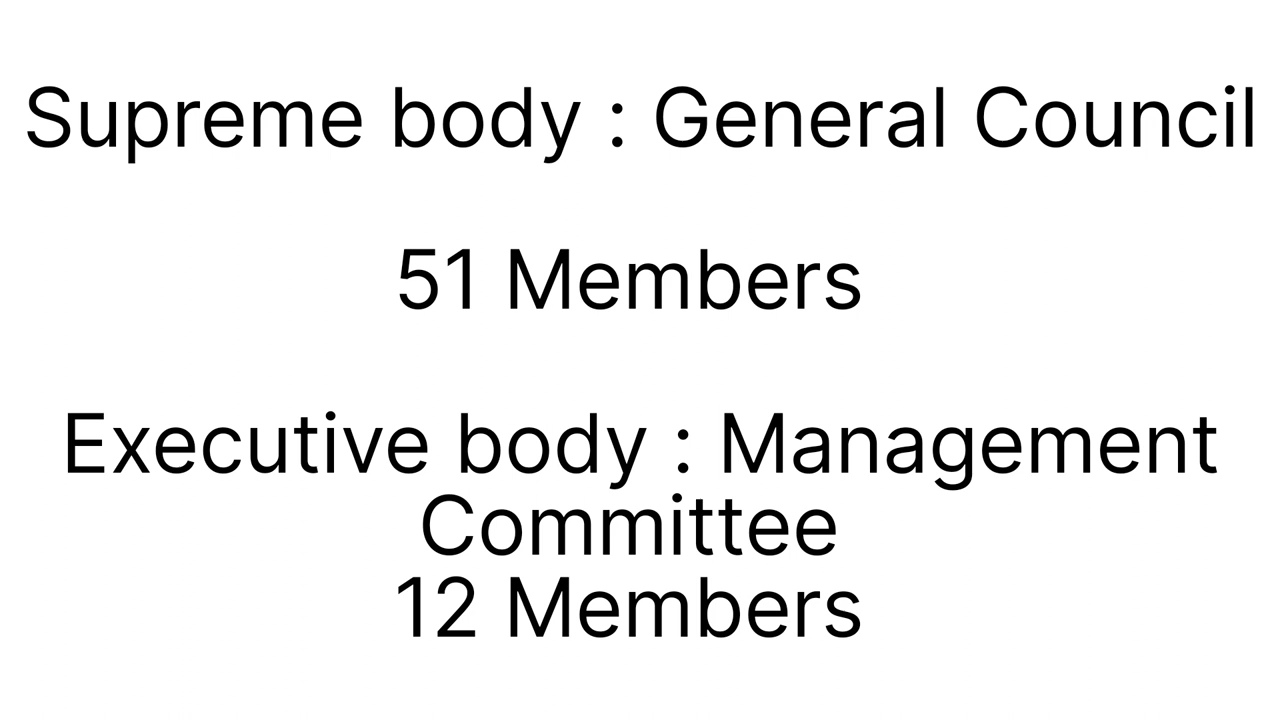 Supreme body : General Council
51 Members
Executive body : Management
Committee
12 Members